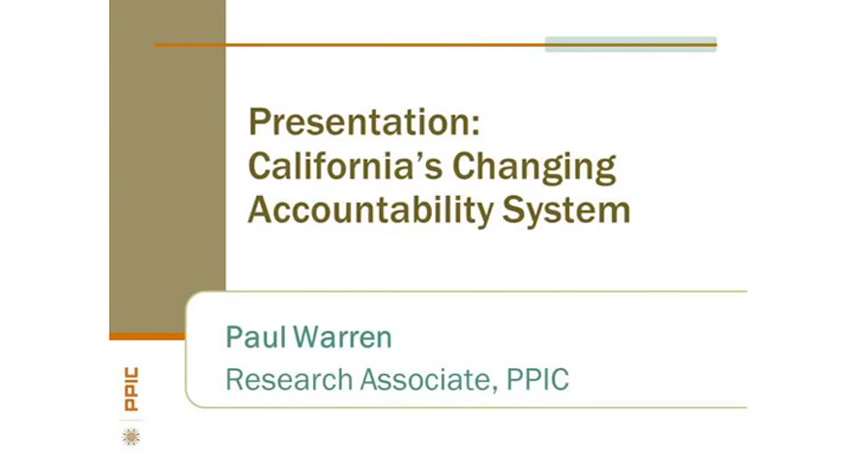 Presentation:
California's Changing
Accountability System
Paul Warren
Research Associate, PPIC
PPIC